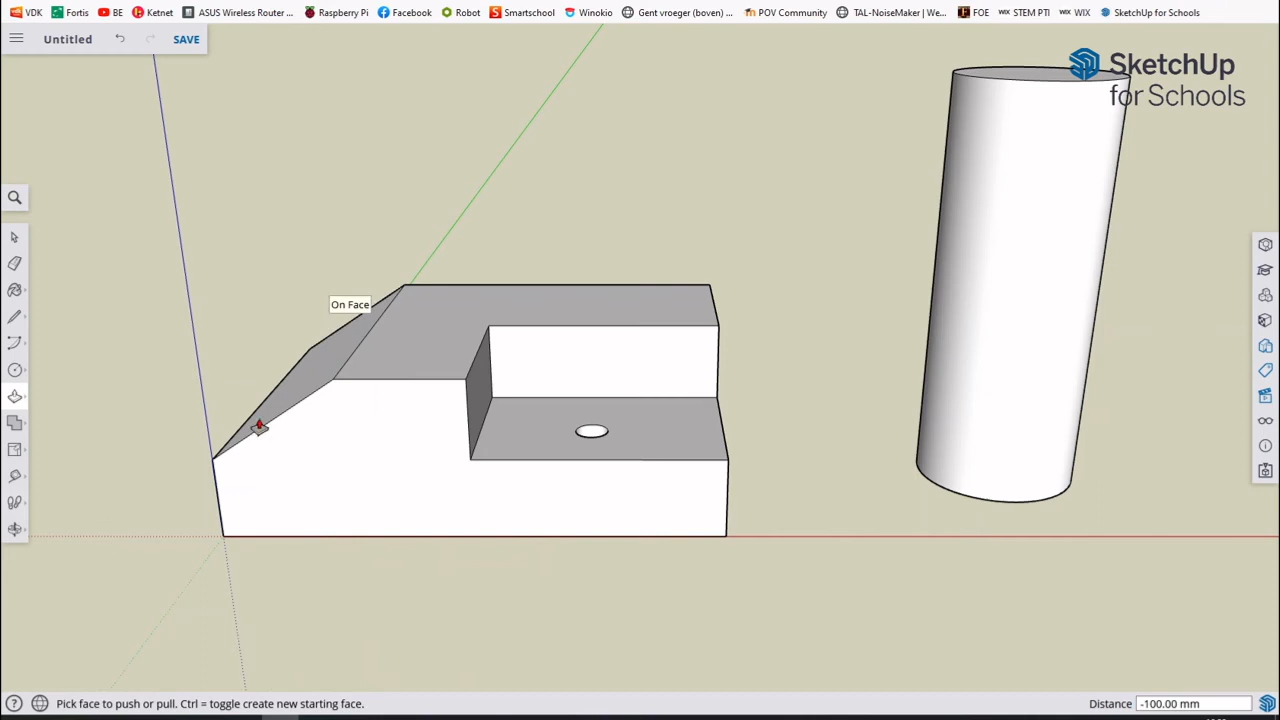 VDK Fortis BE Ketnet ASUS Wireless Router ... Raspberry Pi Facebook Robot Smartschool Winokio Gent vroeger (boven) ... POV Community TAL-NoiseMaker | We... FOE WIX STEM PTI WIX WIX SketchUp for Schools
Untitled SAVE
SketchUp
for Schools
On Face
Pick face to push or pull. Ctrl = toggle create new starting face. Distance -100.00 mm